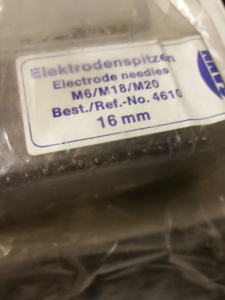 Elektrodenspitzen
Electrode needles
M6/M18/M20
Best./Ref.-No. 4610
16 mm